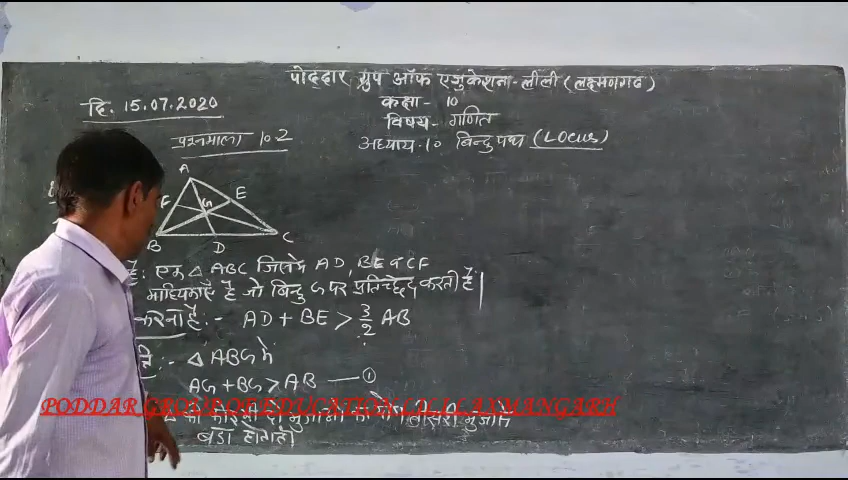 पोद्दार ग्रुप ऑफ एजुकेशन - लीली (लक्ष्मणगढ)
दि. 15.07.2020
कक्षा - 10
विषय - गणित
प्रश्नमाला 10.2
अध्याय - 10 बिन्दु पथ (Locus)
A
F
E
G
B
D
C
है: एक △ ABC जिसमें AD, BE व CF
माध्यिकाएँ है जो बिन्दु G पर प्रतिच्छेद करती है।
करना है:- AD + BE > 3/2 AB
:- △ ABG में
AG + BG > AB — ①
PODDAR GROUP OF EDUCATION LILI LAXMANGARH
की दो भुजाओं का तीसरी भुजा से
बडा होता है)